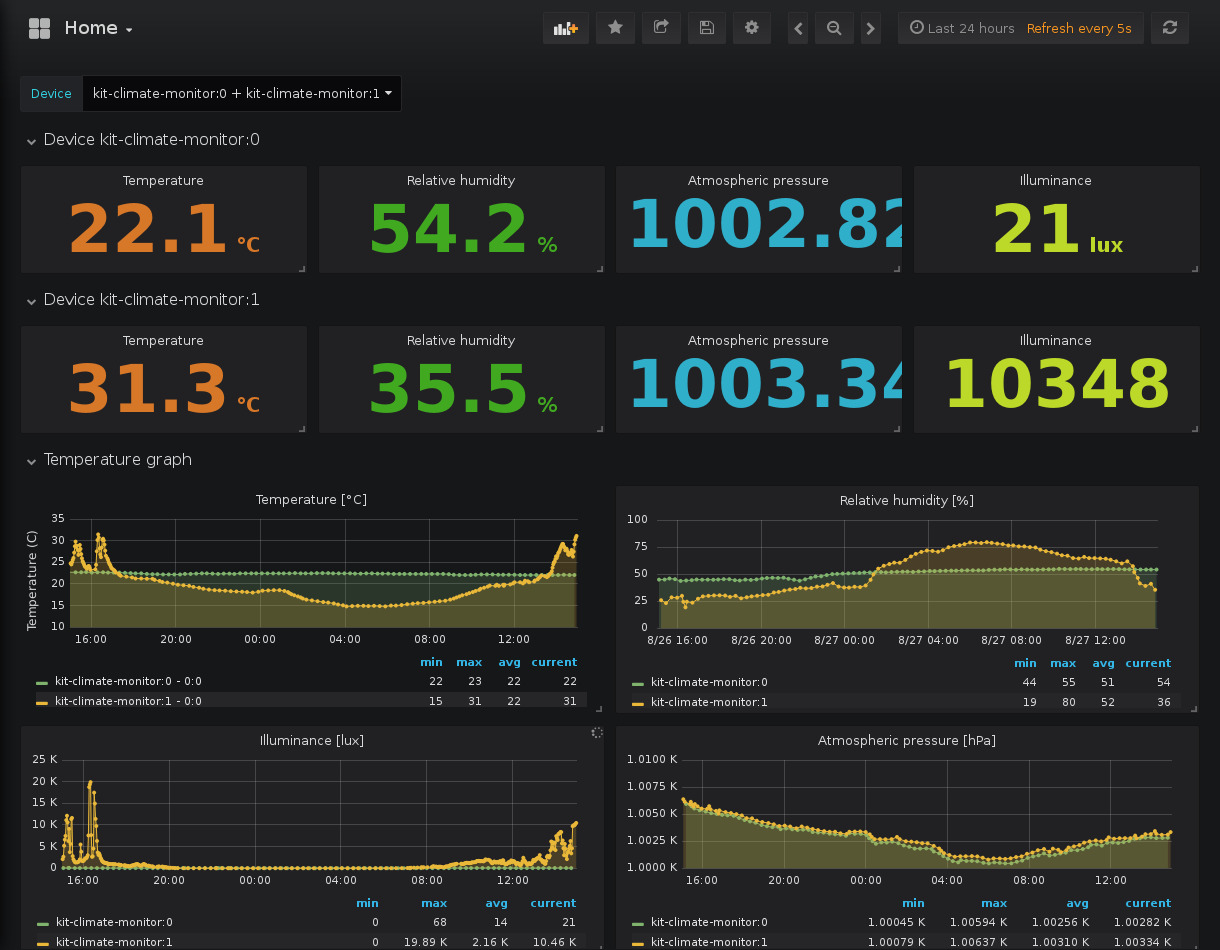 Home
Last 24 hours Refresh every 5s
Device kit-climate-monitor:0 + kit-climate-monitor:1
Device kit-climate-monitor:0
Temperature Relative humidity Atmospheric pressure Illuminance
22.1 °C 54.2 % 1002.82 21 lux
Device kit-climate-monitor:1
Temperature Relative humidity Atmospheric pressure Illuminance
31.3 °C 35.5 % 1003.34 10348
Temperature graph
Temperature [°C]
Temperature (C)
35
30
25
20
15
10
16:00 20:00 00:00 04:00 08:00 12:00
min max avg current
kit-climate-monitor:0 - 0:0 22 23 22 22
kit-climate-monitor:1 - 0:0 15 31 22 31
Relative humidity [%]
100
75
50
25
0
8/26 16:00 8/26 20:00 8/27 00:00 8/27 04:00 8/27 08:00 8/27 12:00
min max avg current
kit-climate-monitor:0 44 55 51 54
kit-climate-monitor:1 19 80 52 36
Illuminance [lux]
25 K
20 K
15 K
10 K
5 K
0
16:00 20:00 00:00 04:00 08:00 12:00
min max avg current
kit-climate-monitor:0 0 68 14 21
kit-climate-monitor:1 0 19.89 K 2.16 K 10.46 K
Atmospheric pressure [hPa]
1.0100 K
1.0075 K
1.0050 K
1.0025 K
1.0000 K
16:00 20:00 00:00 04:00 08:00 12:00
min max avg current
kit-climate-monitor:0 1.00045 K 1.00594 K 1.00256 K 1.00282 K
kit-climate-monitor:1 1.00079 K 1.00637 K 1.00310 K 1.00334 K